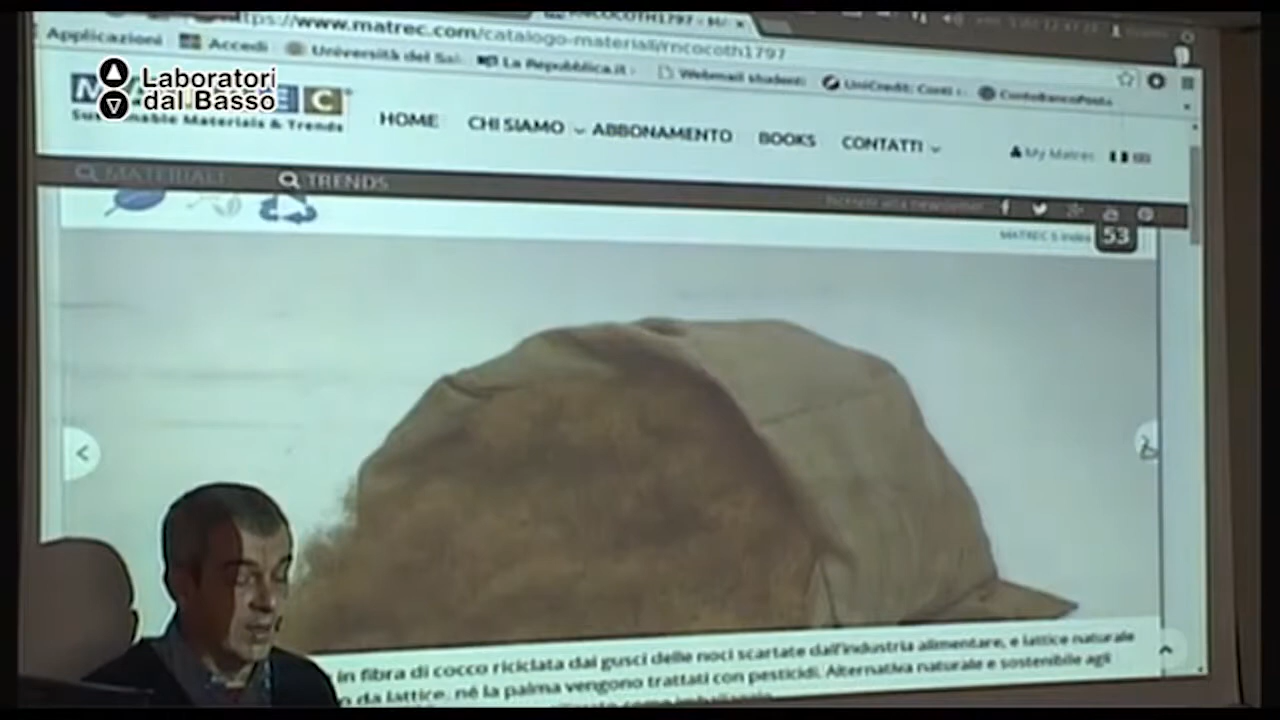 https://www.matrec.com/catalogo-materiali/rncocoth1797
Applicazioni Accedi Università del Sal La Repubblica.it Webmail studenti UniCredit: Conti ContoBancoPosta
Laboratori
dal Basso
Sustainable Materials & Trends
HOME CHI SIAMO ABBONAMENTO BOOKS CONTATTI My Matrec
MATERIALI TRENDS
53
in fibra di cocco riciclata dai gusci delle noci scartate dall'industria alimentare, e lattice naturale
da lattice, né la palma vengono trattati con pesticidi. Alternativa naturale e sostenibile agli